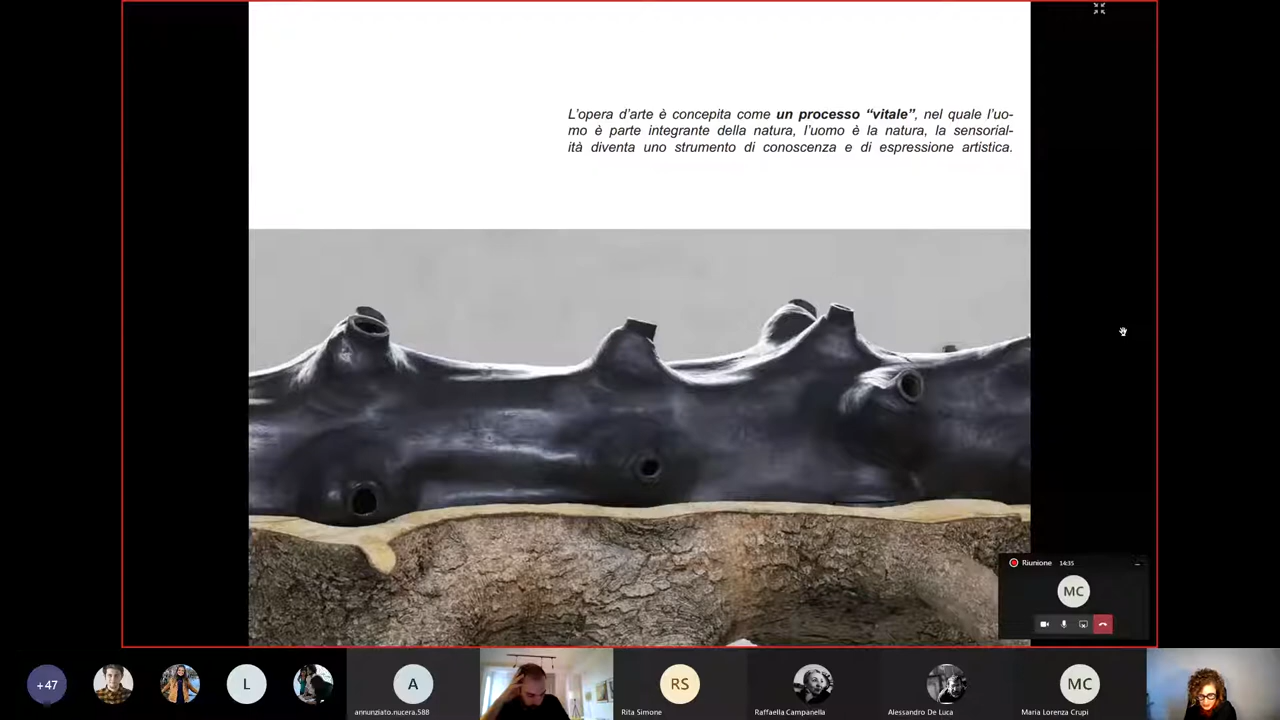 L'opera d'arte è concepita come un processo “vitale”, nel quale l'uo-
mo è parte integrante della natura, l'uomo è la natura, la sensorial-
ità diventa uno strumento di conoscenza e di espressione artistica.
Riunione 14:35
MC
+47
L
A
RS
MC
annunziato.nucera.588
Rita Simone
Raffaella Campanella
Alessandro De Luca
Maria Lorenza Crupi